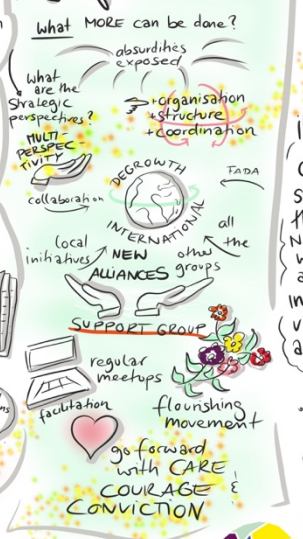 What MORE can be done?
absurdities
exposed
what
are the
Strategic
perspectives?
+organisation
+structure
+coordination
MULTI-
PERSPEC
TIVITY
DEGROWTH
INTERNATIONAL
TADA
collaboration
all
the
other
groups
local
initiatives
NEW
ALLIANCES
SUPPORT GROUP
regular
meetups
facilitation
flourishing
movement
go forward
with CARE
COURAGE &
CONVICTION